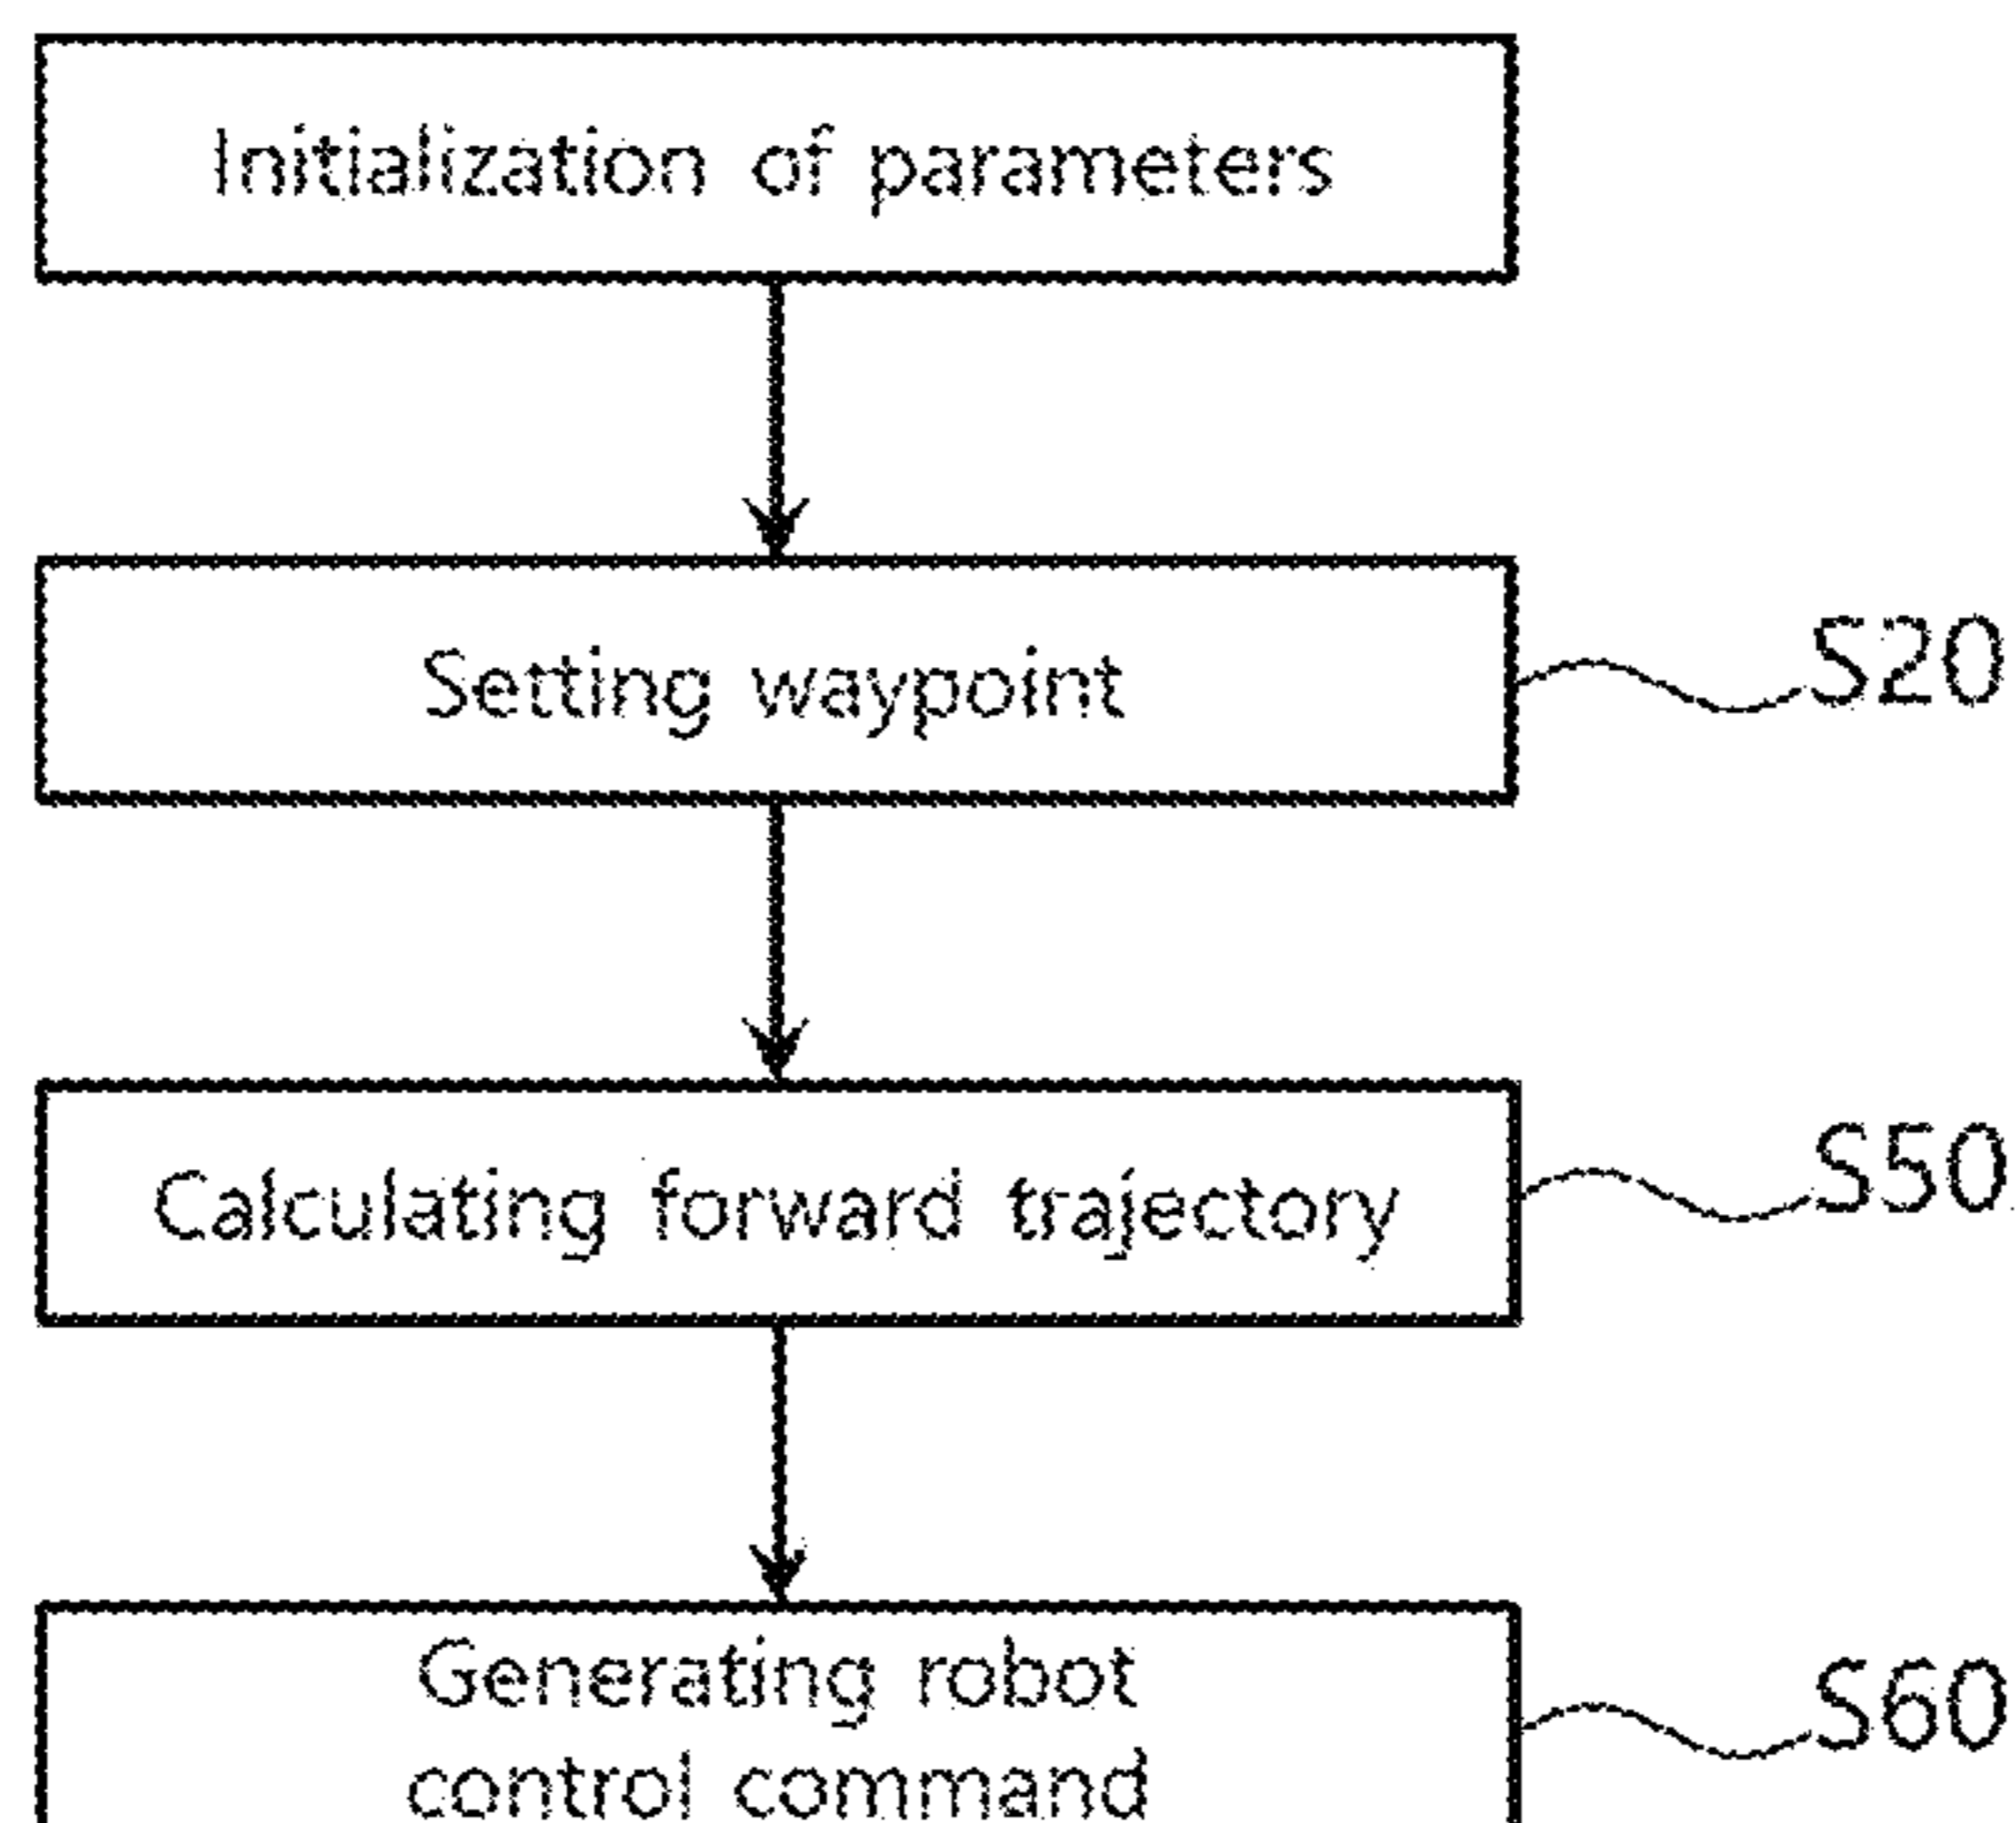 Initialization of parameters
Setting waypoint
S20
Calculating forward trajectory
S50
Generating robot
control command
S60